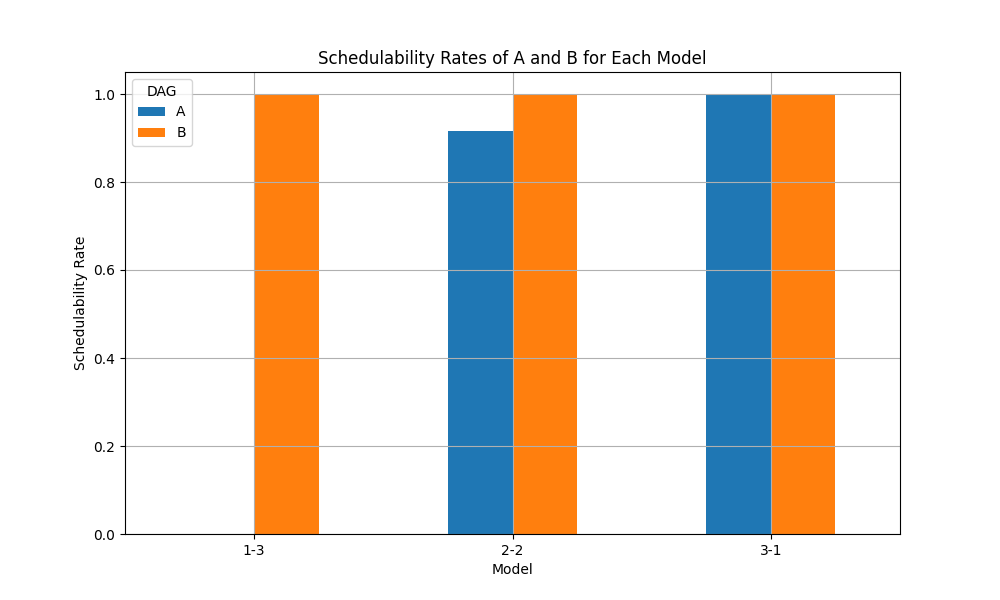 Schedulability Rates of A and B for Each Model
DAG
A
B
1.0
0.8
0.6
0.4
0.2
0.0
Schedulability Rate
1-3
2-2
3-1
Model